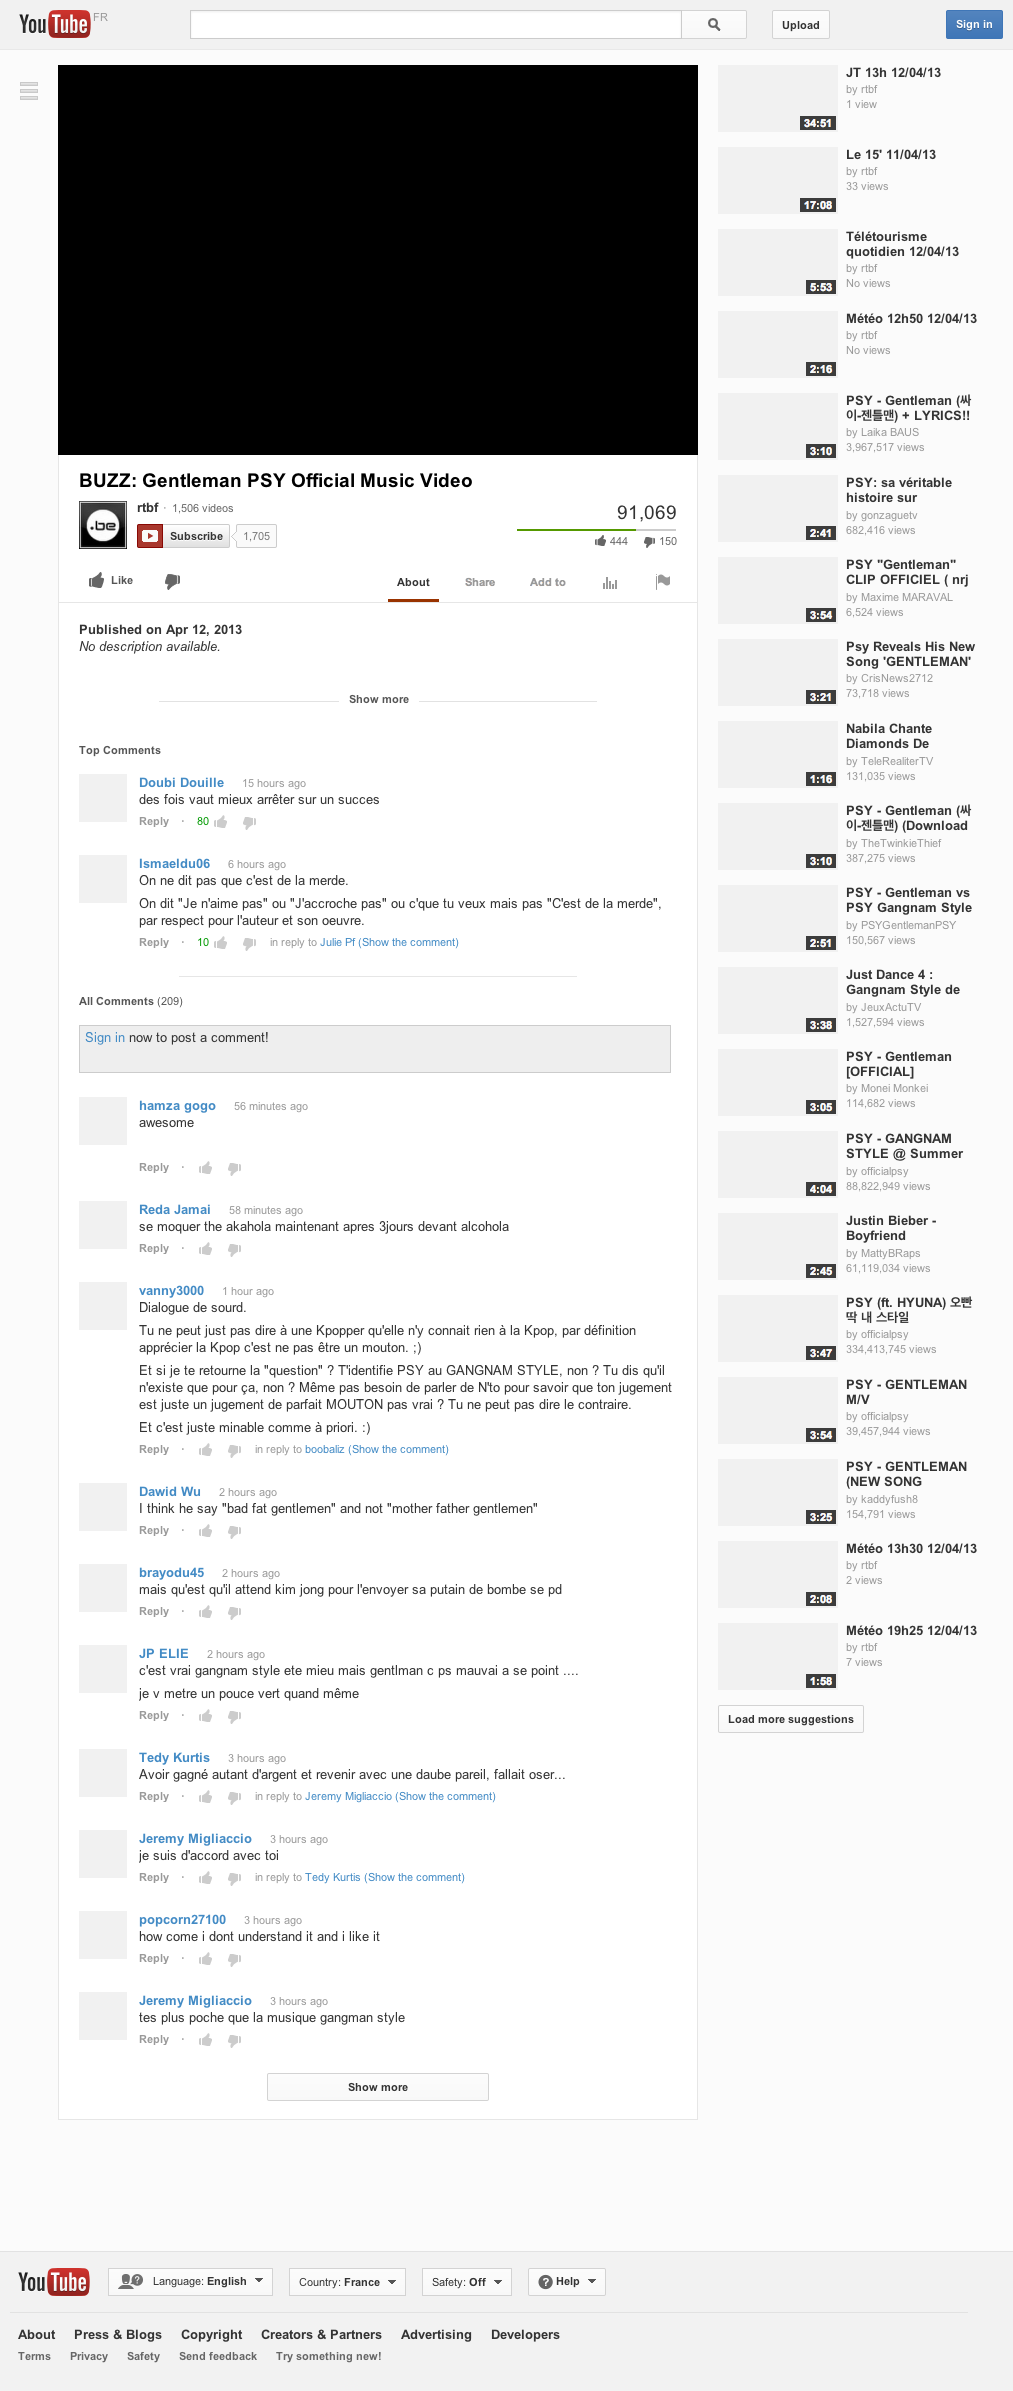 YouTube FR
Upload
Sign in
BUZZ: Gentleman PSY Official Music Video
.be
rtbf · 1,506 videos
Subscribe 1,705
91,069
444 150
Like
About Share Add to
Published on Apr 12, 2013
No description available.
Show more
Top Comments
Doubi Douille 15 hours ago
des fois vaut mieux arrêter sur un succes
Reply · 80
Ismaeldu06 6 hours ago
On ne dit pas que c'est de la merde.
On dit "Je n'aime pas" ou "J'accroche pas" ou c'que tu veux mais pas "C'est de la merde",
par respect pour l'auteur et son oeuvre.
Reply · 10 in reply to Julie Pf (Show the comment)
All Comments (209)
Sign in now to post a comment!
hamza gogo 56 minutes ago
awesome
Reply ·
Reda Jamai 58 minutes ago
se moquer the akahola maintenant apres 3jours devant alcohola
Reply ·
vanny3000 1 hour ago
Dialogue de sourd.
Tu ne peut just pas dire à une Kpopper qu'elle n'y connait rien à la Kpop, par définition
apprécier la Kpop c'est ne pas être un mouton. ;)
Et si je te retourne la "question" ? T'identifie PSY au GANGNAM STYLE, non ? Tu dis qu'il
n'existe que pour ça, non ? Même pas besoin de parler de N'to pour savoir que ton jugement
est juste un jugement de parfait MOUTON pas vrai ? Tu ne peut pas dire le contraire.
Et c'est juste minable comme à priori. :)
Reply · in reply to boobaliz (Show the comment)
Dawid Wu 2 hours ago
I think he say "bad fat gentlemen" and not "mother father gentlemen"
Reply ·
brayodu45 2 hours ago
mais qu'est qu'il attend kim jong pour l'envoyer sa putain de bombe se pd
Reply ·
JP ELIE 2 hours ago
c'est vrai gangnam style ete mieu mais gentlman c ps mauvai a se point ....
je v metre un pouce vert quand même
Reply ·
Tedy Kurtis 3 hours ago
Avoir gagné autant d'argent et revenir avec une daube pareil, fallait oser...
Reply · in reply to Jeremy Migliaccio (Show the comment)
Jeremy Migliaccio 3 hours ago
je suis d'accord avec toi
Reply · in reply to Tedy Kurtis (Show the comment)
popcorn27100 3 hours ago
how come i dont understand it and i like it
Reply ·
Jeremy Migliaccio 3 hours ago
tes plus poche que la musique gangman style
Reply ·
Show more
JT 13h 12/04/13
by rtbf
1 view
34:51
Le 15' 11/04/13
by rtbf
33 views
17:08
Télétourisme
quotidien 12/04/13
by rtbf
No views
5:53
Météo 12h50 12/04/13
by rtbf
No views
2:16
PSY - Gentleman (싸
이-젠틀맨) + LYRICS!!
by Laika BAUS
3,967,517 views
3:10
PSY: sa véritable
histoire sur
by gonzaguetv
682,416 views
2:41
PSY "Gentleman"
CLIP OFFICIEL ( nrj
by Maxime MARAVAL
6,524 views
3:54
Psy Reveals His New
Song 'GENTLEMAN'
by CrisNews2712
73,718 views
3:21
Nabila Chante
Diamonds De
by TeleRealiterTV
131,035 views
1:16
PSY - Gentleman (싸
이-젠틀맨) (Download
by TheTwinkieThief
387,275 views
3:10
PSY - Gentleman vs
PSY Gangnam Style
by PSYGentlemanPSY
150,567 views
2:51
Just Dance 4 :
Gangnam Style de
by JeuxActuTV
1,527,594 views
3:38
PSY - Gentleman
[OFFICIAL]
by Monei Monkei
114,682 views
3:05
PSY - GANGNAM
STYLE @ Summer
by officialpsy
88,822,949 views
4:04
Justin Bieber -
Boyfriend
by MattyBRaps
61,119,034 views
2:45
PSY (ft. HYUNA) 오빤
딱 내 스타일
by officialpsy
334,413,745 views
3:47
PSY - GENTLEMAN
M/V
by officialpsy
39,457,944 views
3:54
PSY - GENTLEMAN
(NEW SONG
by kaddyfush8
154,791 views
3:25
Météo 13h30 12/04/13
by rtbf
2 views
2:08
Météo 19h25 12/04/13
by rtbf
7 views
1:58
Load more suggestions
YouTube Language: English Country: France Safety: Off Help
About Press & Blogs Copyright Creators & Partners Advertising Developers
Terms Privacy Safety Send feedback Try something new!